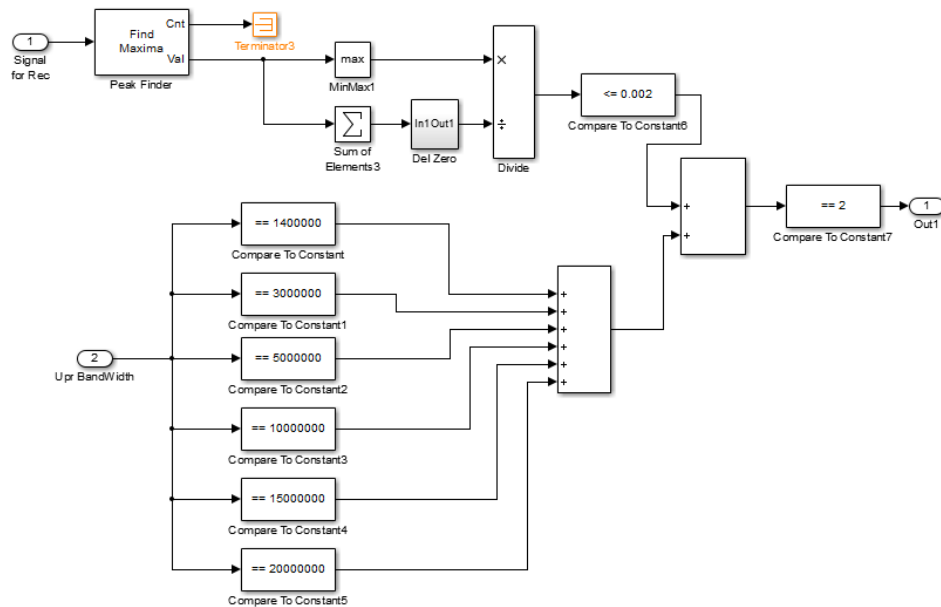 1
Signal
for Rec
Find
Maxima
Cnt
Val
Peak Finder
Terminator3
max
MinMax1
Sum of
Elements3
In1Out1
Del Zero
×
÷
Divide
<= 0.002
Compare To Constant6
+
+
== 2
Compare To Constant7
1
Out1
2
Upr BandWidth
== 1400000
Compare To Constant
== 3000000
Compare To Constant1
== 5000000
Compare To Constant2
== 10000000
Compare To Constant3
== 15000000
Compare To Constant4
== 20000000
Compare To Constant5
+
+
+
+
+
+